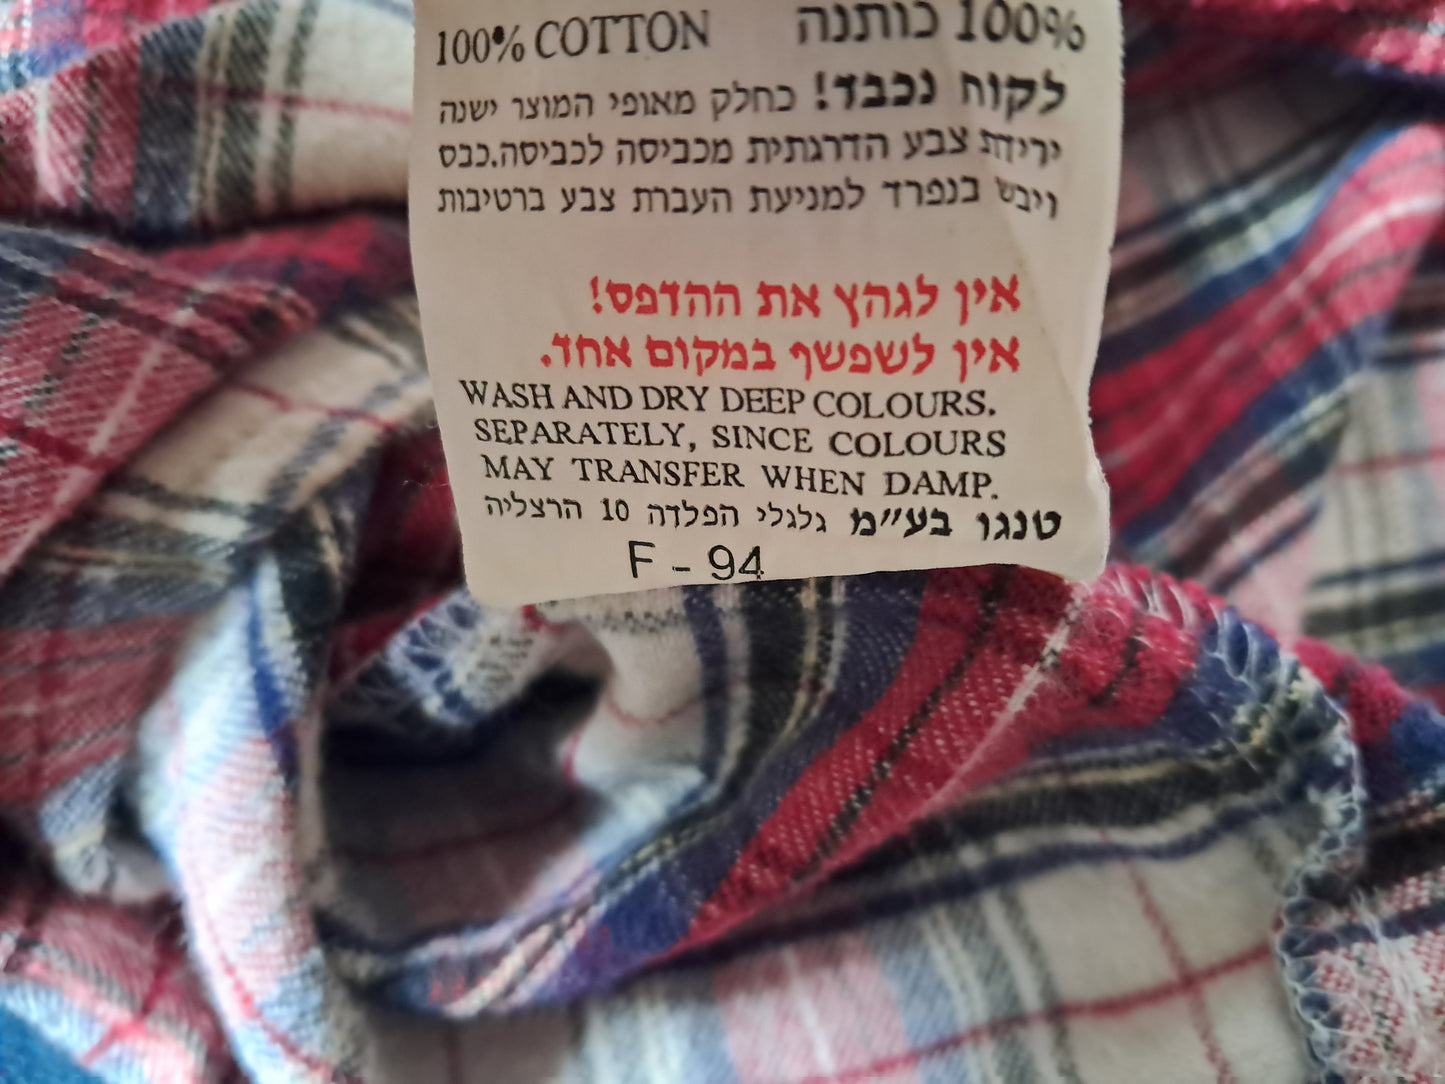 100% COTTON 100% כותנה
לקוח נכבד! כחלק מאופי המוצר ישנה
ירידת צבע הדרגתית מכביסה לכביסה.כבס
ויבש בנפרד למניעת העברת צבע ברטיבות
אין לגהץ את ההדפס!
אין לשפשף במקום אחד.
WASH AND DRY DEEP COLOURS.
SEPARATELY, SINCE COLOURS
MAY TRANSFER WHEN DAMP.
טנגו בע"מ גלגלי הפלדה 10 הרצליה
F - 94